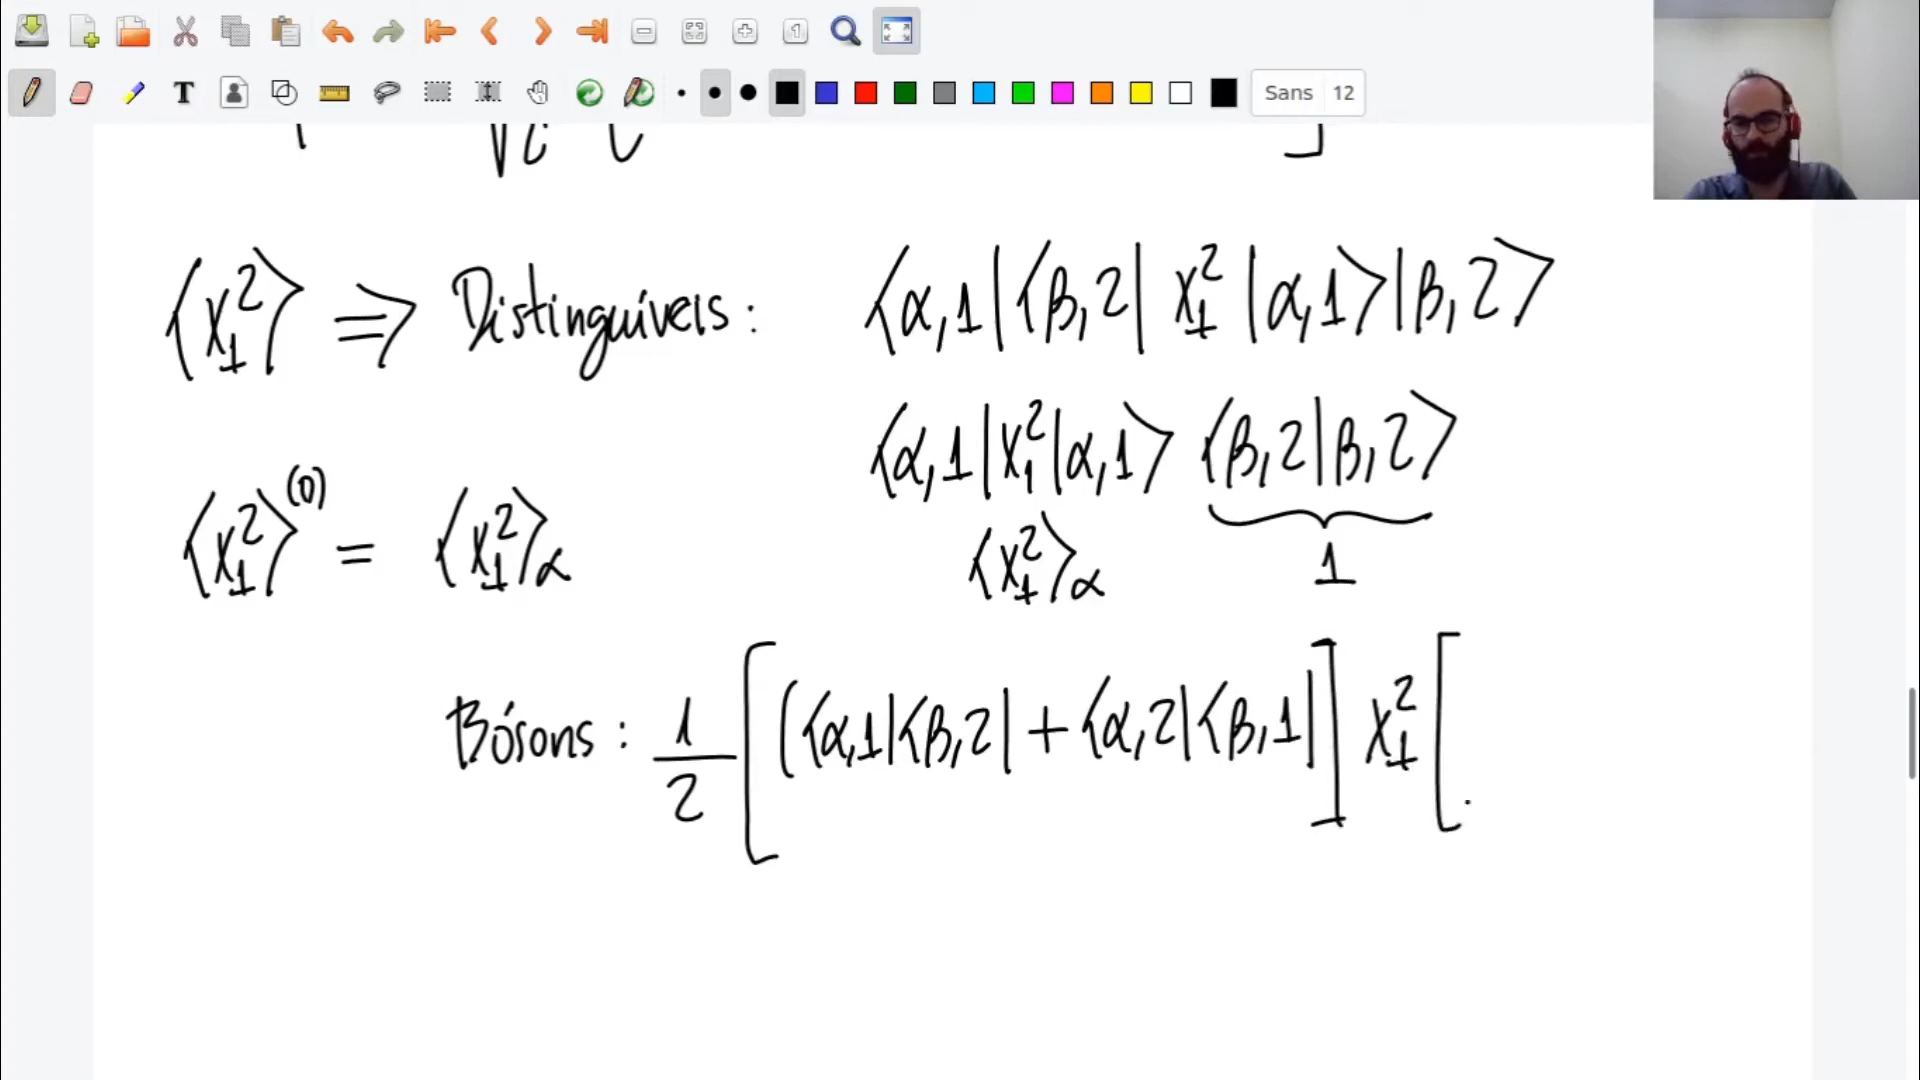 Sans 12
⟨x₁²⟩ ⇒ Distinguíveis : ⟨α,1|⟨β,2| x₁² |α,1⟩|β,2⟩
⟨α,1|x₁²|α,1⟩ ⟨β,2|β,2⟩
⟨x₁²⟩⁽ᴰ⁾ = ⟨x₁²⟩α
⟨x₁²⟩α 1
Bósons : 1/2 [(⟨α,1|⟨β,2| + ⟨α,2|⟨β,1|] x₁² [